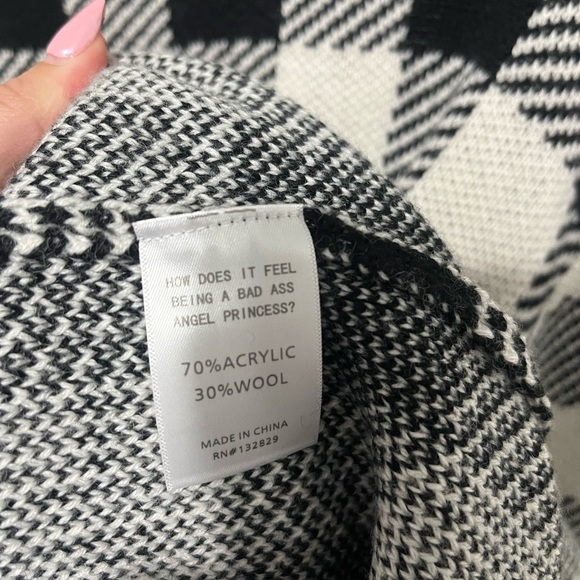 HOW DOES IT FEEL
BEING A BAD ASS
ANGEL PRINCESS?
70%ACRYLIC
30%WOOL
MADE IN CHINA
RN#132829